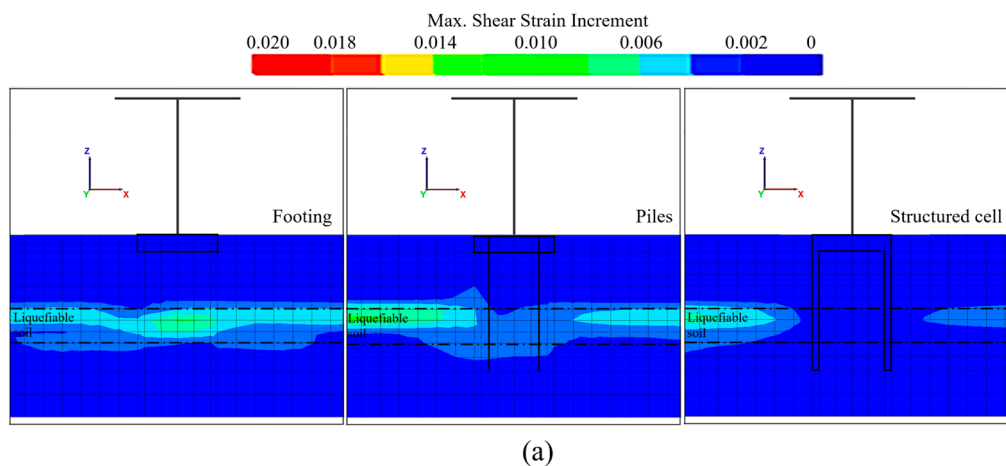 Max. Shear Strain Increment
0.020 0.018 0.014 0.010 0.006 0.002 0
Z
Y X
Footing
Liquefiable
soil
Z
Y X
Piles
Liquefiable
soil
Z
Y X
Structured cell
Liquefiable
soil
(a)